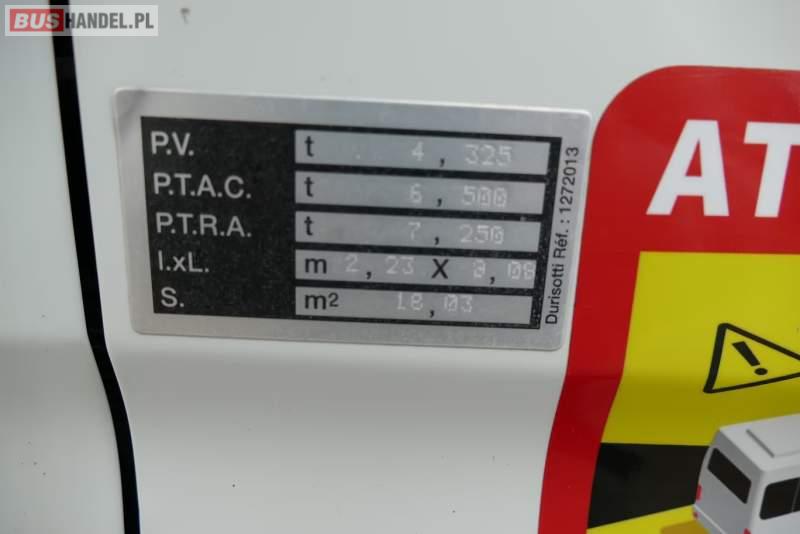 BUSHANDEL.PL
P.V. t 4,325
P.T.A.C. t 6,500
P.T.R.A. t 7,250
l.xL. m 2,23 X
S. m² 18,03
Durisotti Réf. : 1272013
AT